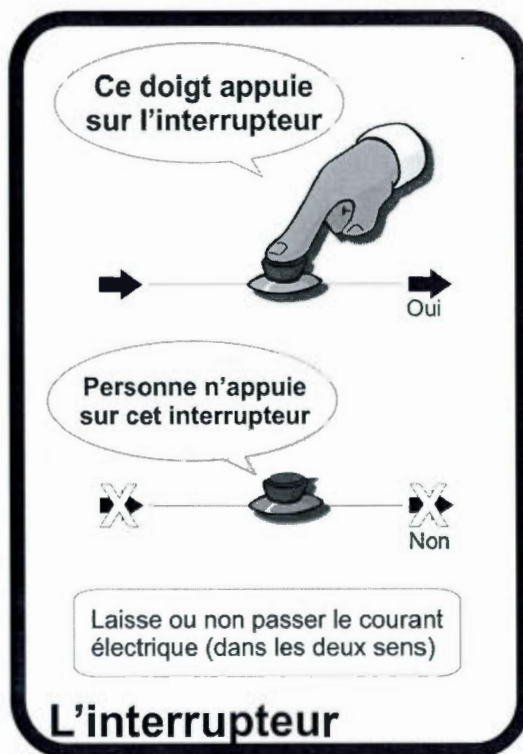 Ce doigt appuie
sur l'interrupteur
Oui
Personne n'appuie
sur cet interrupteur
X X
Non
Laisse ou non passer le courant
électrique (dans les deux sens)
L'interrupteur